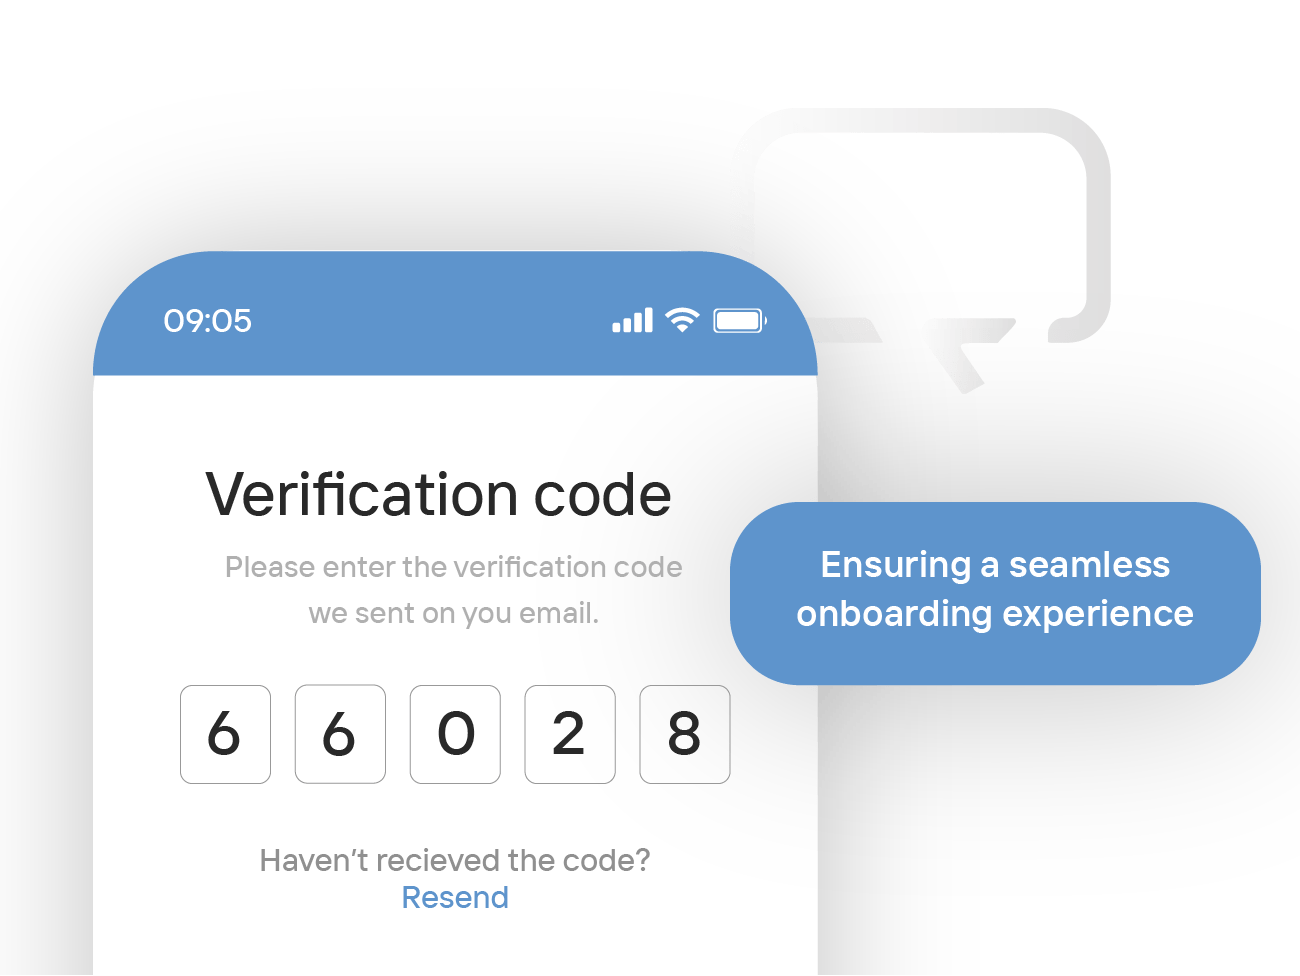 09:05
Verification code
Please enter the verification code
we sent on you email.
Ensuring a seamless
onboarding experience
6 6 0 2 8
Haven’t recieved the code?
Resend